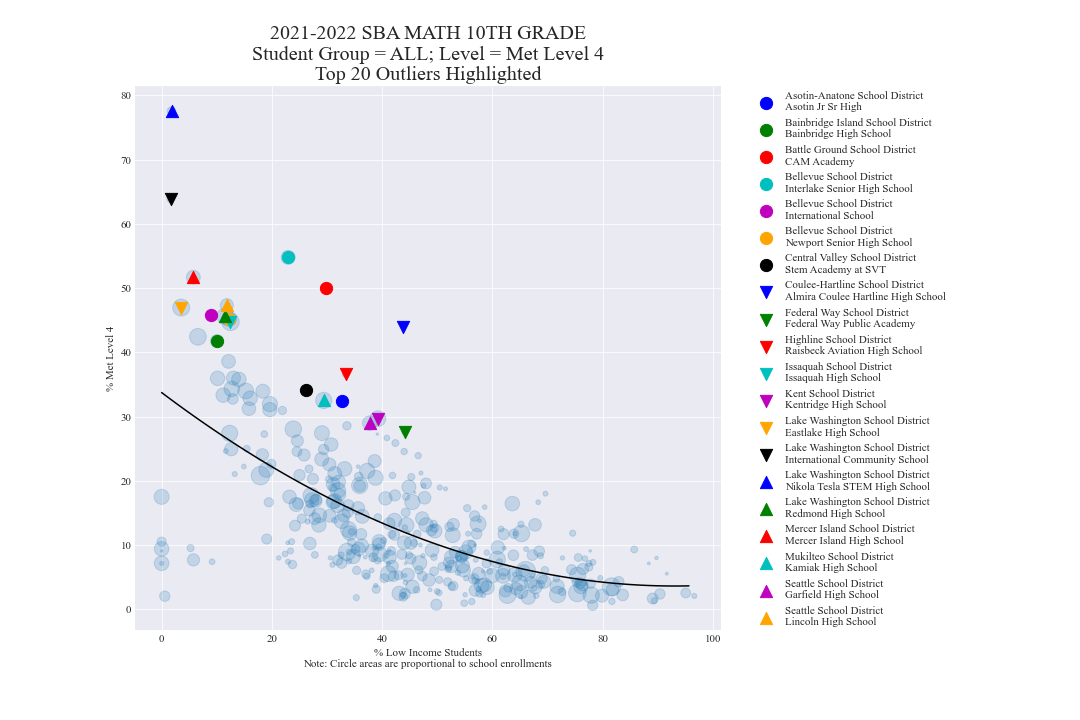 2021-2022 SBA MATH 10TH GRADE
Student Group = ALL; Level = Met Level 4
Top 20 Outliers Highlighted
% Met Level 4
80
70
60
50
40
30
20
10
0
0
20
40
60
80
100
% Low Income Students
Note: Circle areas are proportional to school enrollments
Asotin-Anatone School District
Asotin Jr Sr High
Bainbridge Island School District
Bainbridge High School
Battle Ground School District
CAM Academy
Bellevue School District
Interlake Senior High School
Bellevue School District
International School
Bellevue School District
Newport Senior High School
Central Valley School District
Stem Academy at SVT
Coulee-Hartline School District
Almira Coulee Hartline High School
Federal Way School District
Federal Way Public Academy
Highline School District
Raisbeck Aviation High School
Issaquah School District
Issaquah High School
Kent School District
Kentridge High School
Lake Washington School District
Eastlake High School
Lake Washington School District
International Community School
Lake Washington School District
Nikola Tesla STEM High School
Lake Washington School District
Redmond High School
Mercer Island School District
Mercer Island High School
Mukilteo School District
Kamiak High School
Seattle School District
Garfield High School
Seattle School District
Lincoln High School